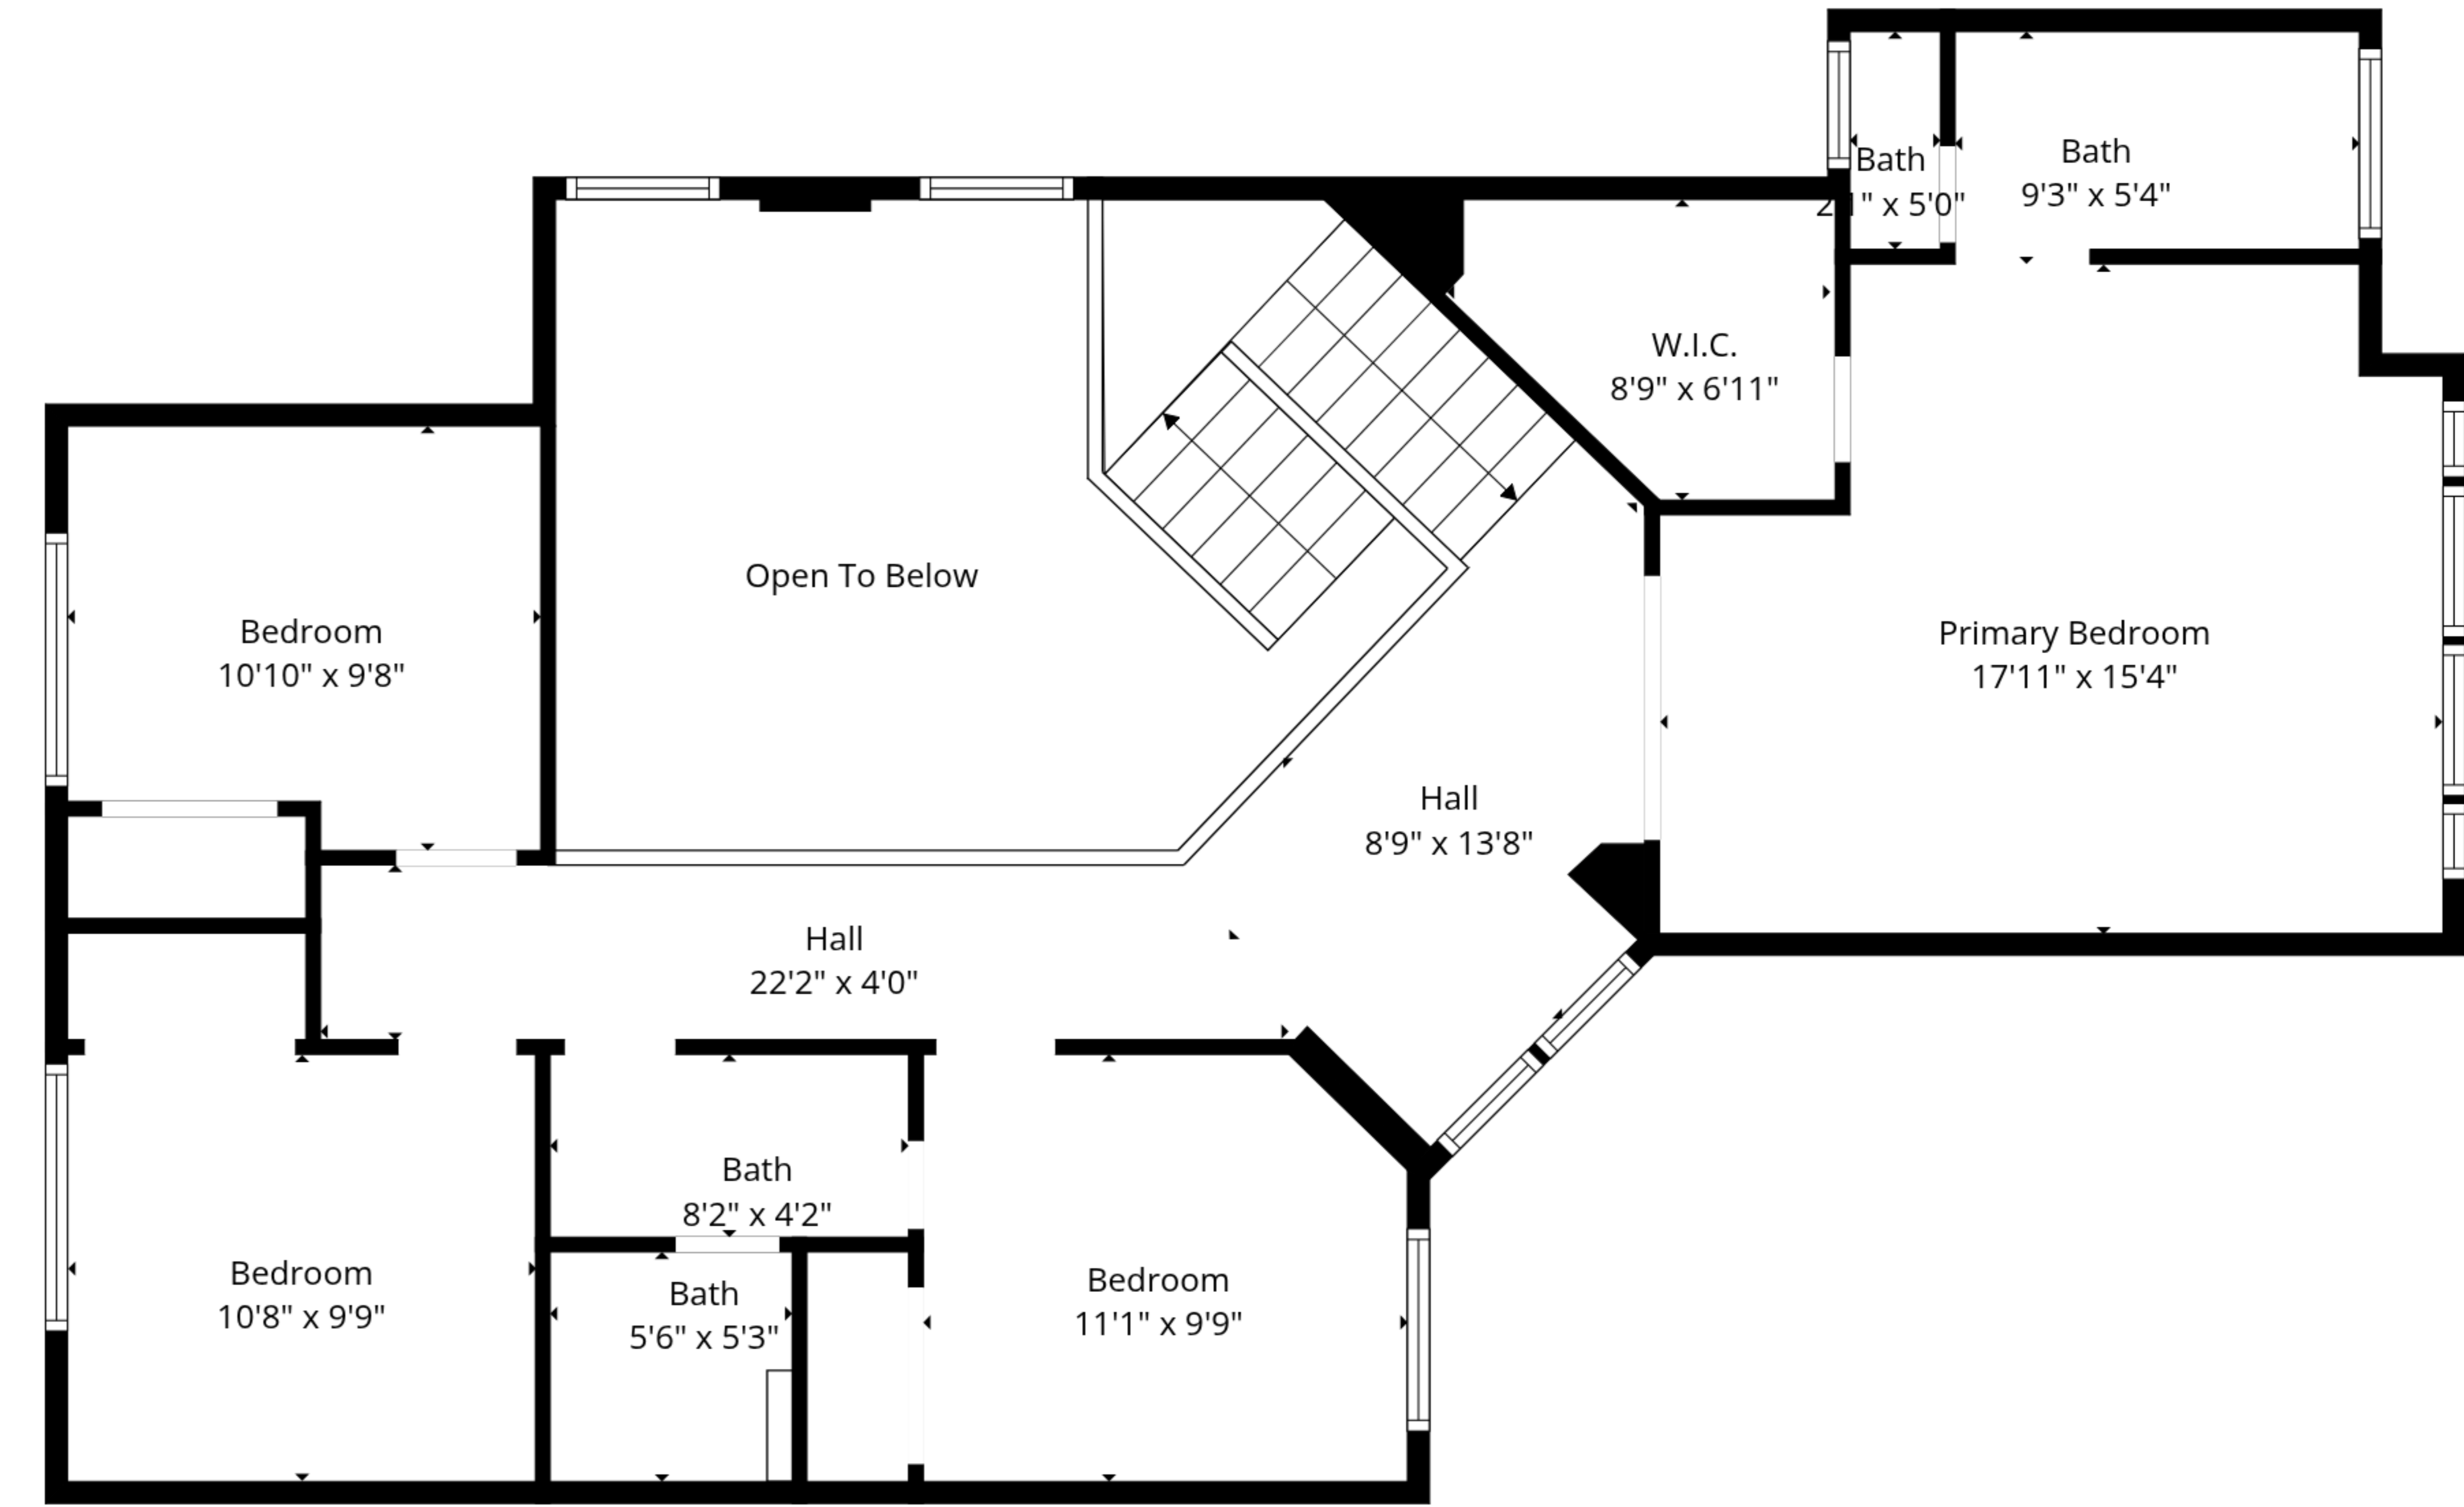 Bath
Bath
9'3" x 5'4"
W.I.C.
8'9" x 6'11"
Open To Below
Bedroom
10'10" x 9'8"
Primary Bedroom
17'11" x 15'4"
Hall
8'9" x 13'8"
Hall
22'2" x 4'0"
Bath
8'2" x 4'2"
Bedroom
10'8" x 9'9"
Bath
5'6" x 5'3"
Bedroom
11'1" x 9'9"
x 5'0"